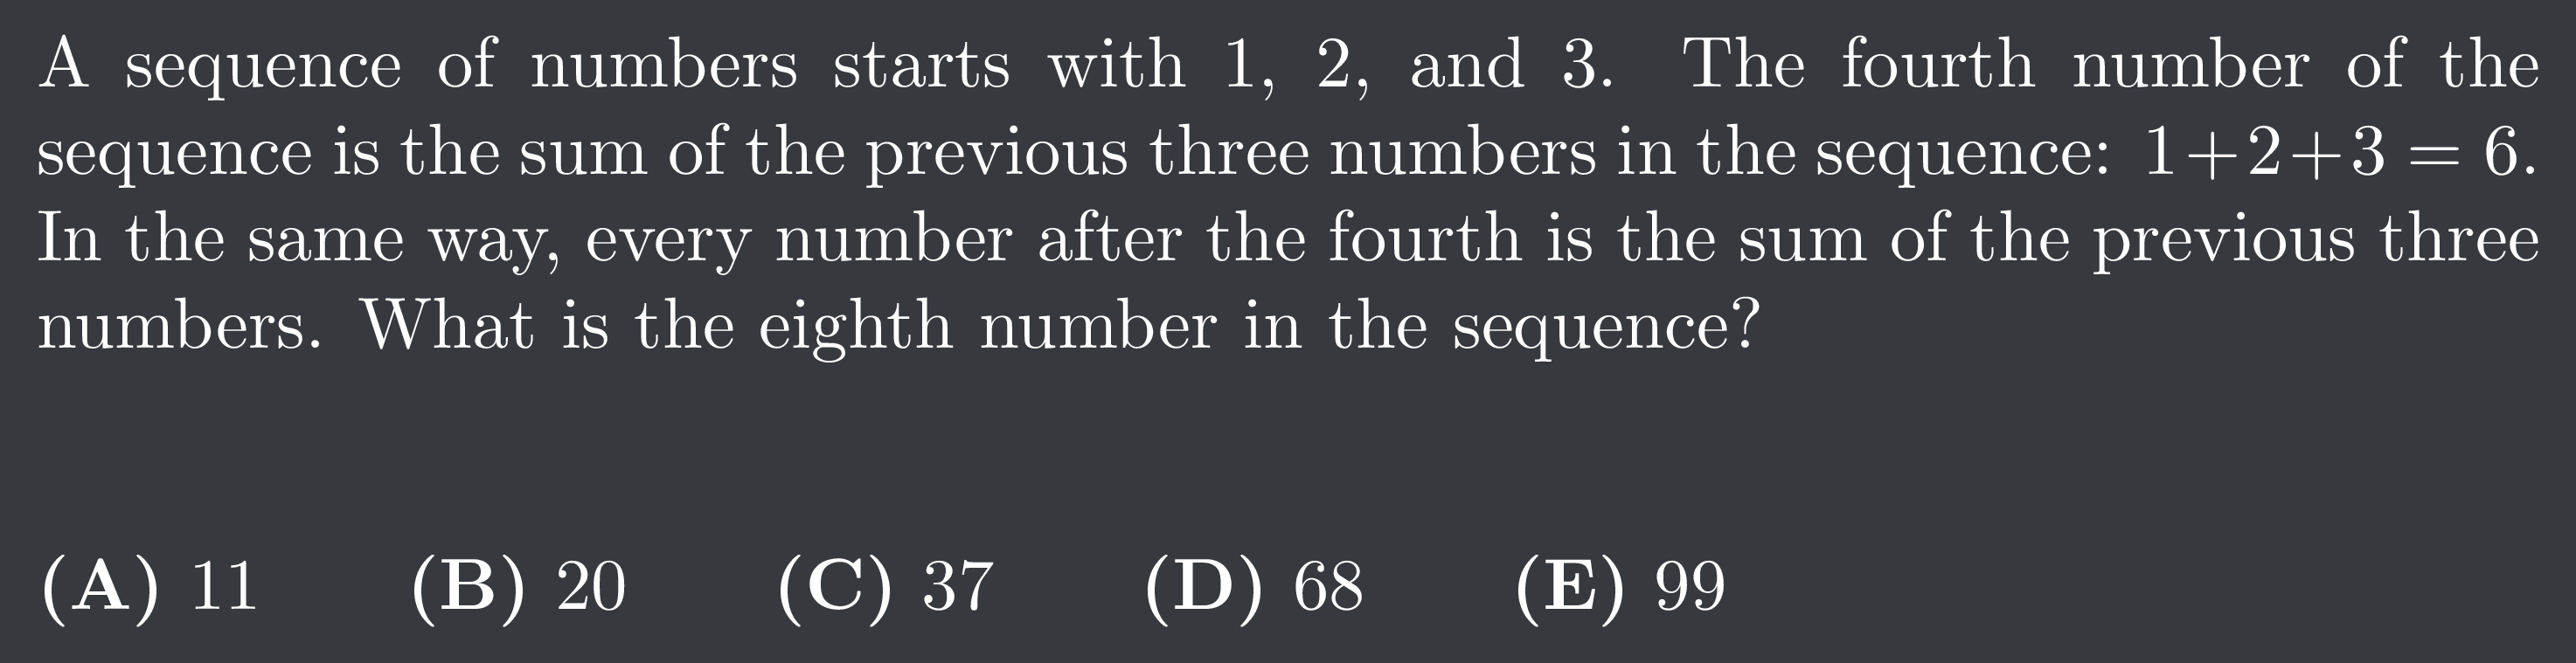 A sequence of numbers starts with 1, 2, and 3. The fourth number of the
sequence is the sum of the previous three numbers in the sequence: 1+2+3 = 6.
In the same way, every number after the fourth is the sum of the previous three
numbers. What is the eighth number in the sequence?
(A) 11 (B) 20 (C) 37 (D) 68 (E) 99